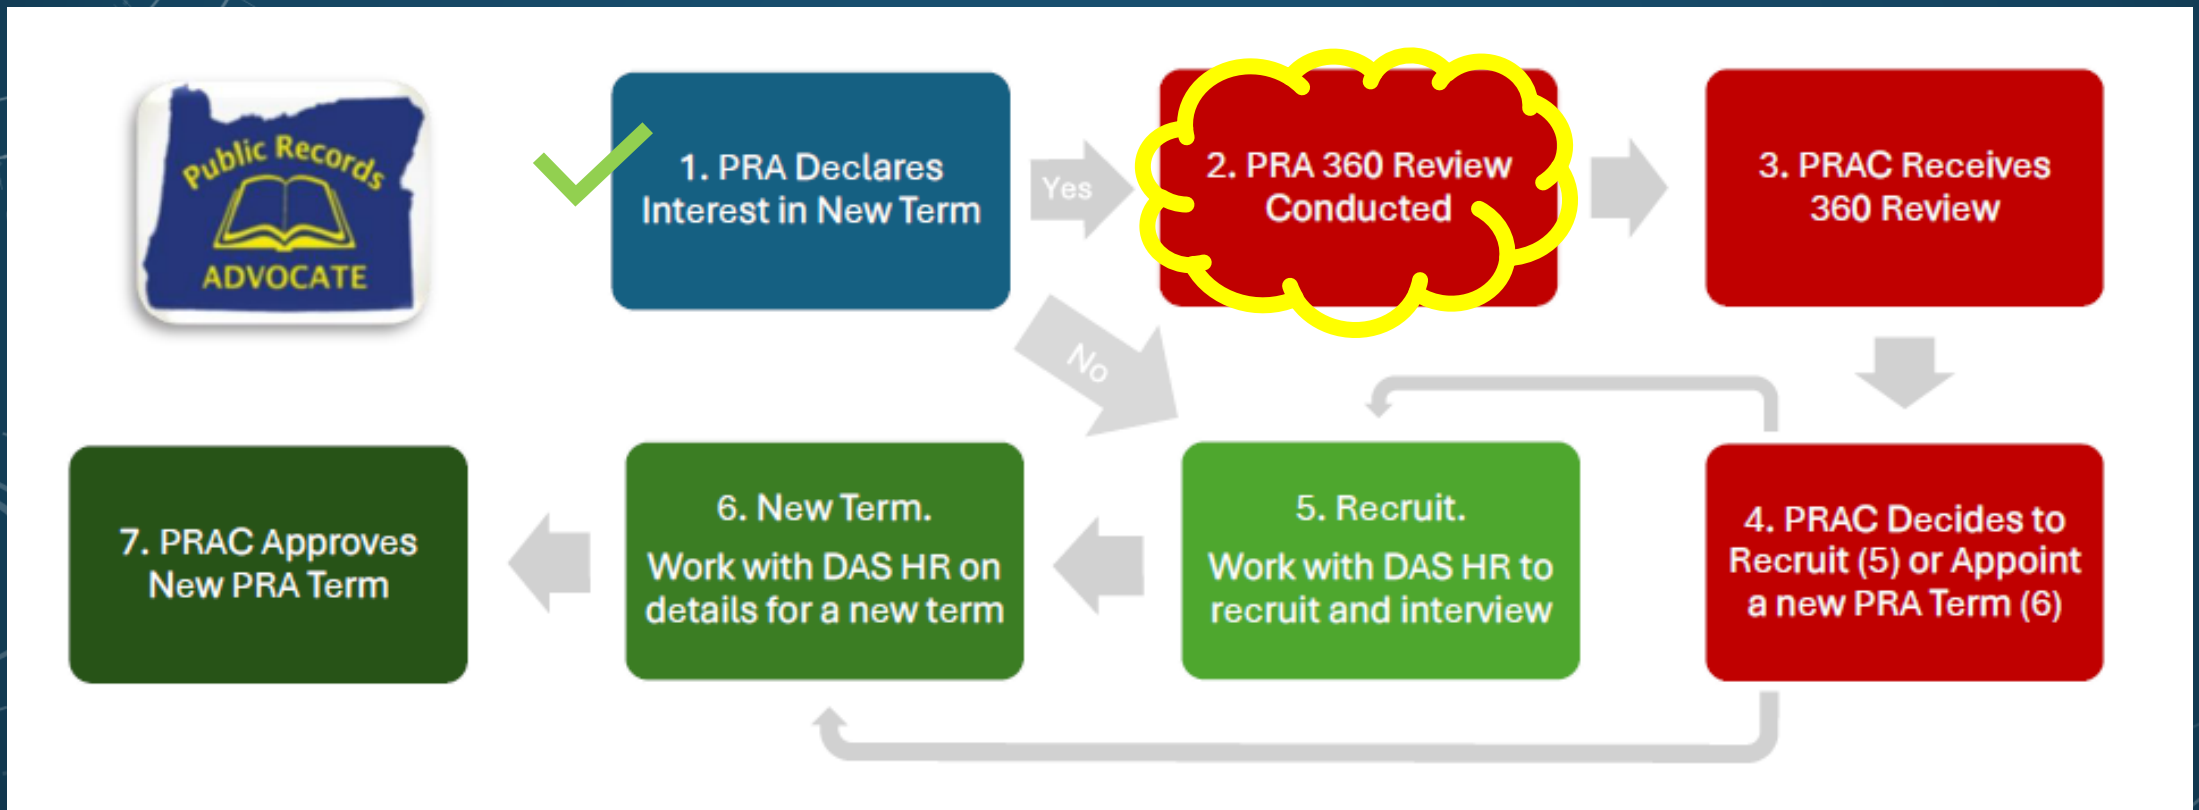 Public Records
ADVOCATE
1. PRA Declares
Interest in New Term
Yes
2. PRA 360 Review
Conducted
3. PRAC Receives
360 Review
No
7. PRAC Approves
New PRA Term
6. New Term.
Work with DAS HR on
details for a new term
5. Recruit.
Work with DAS HR to
recruit and interview
4. PRAC Decides to
Recruit (5) or Appoint
a new PRA Term (6)